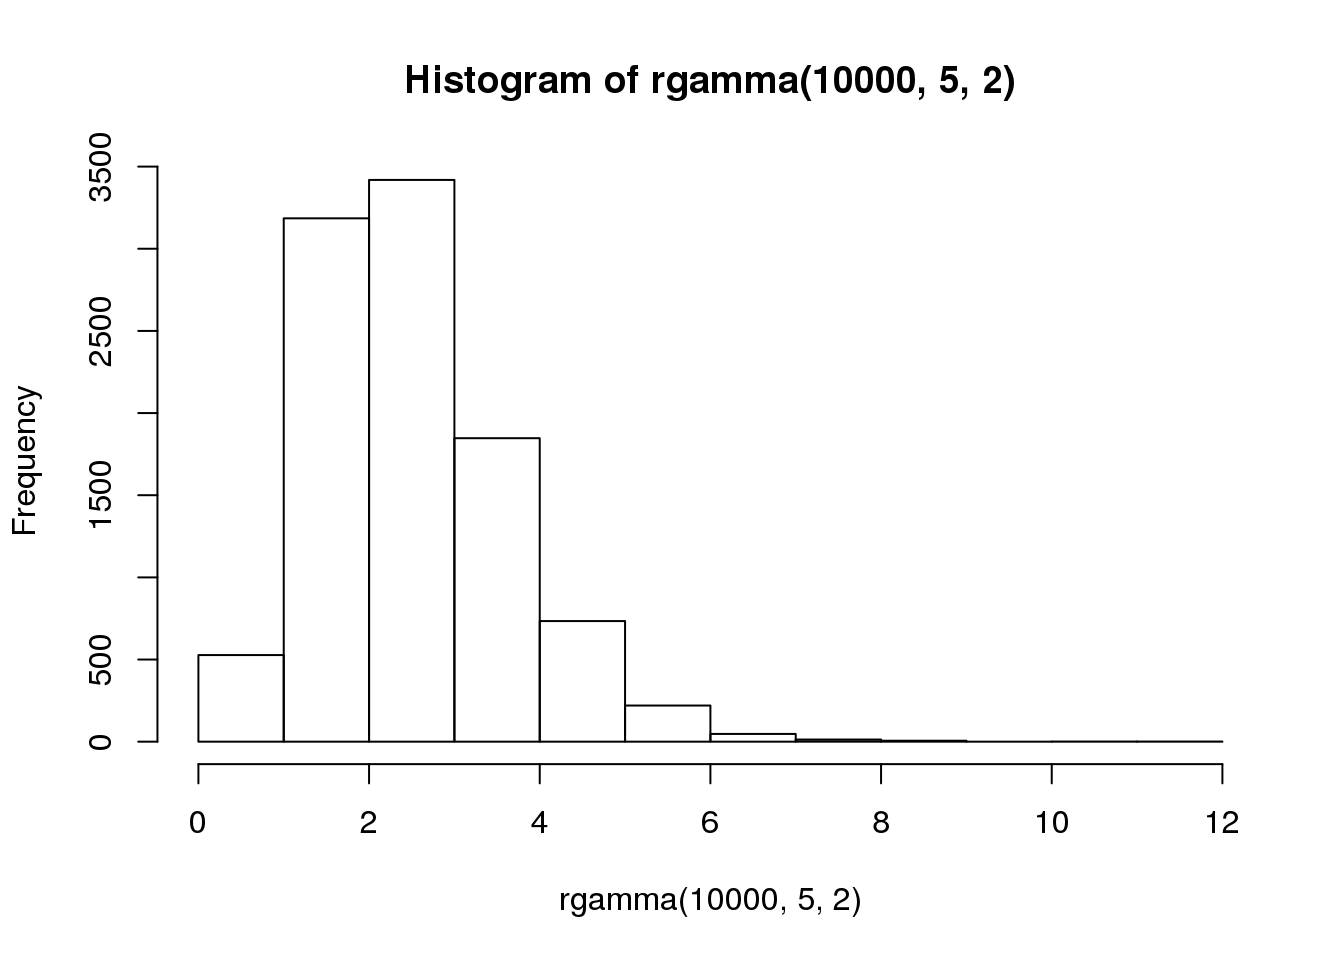 Histogram of rgamma(10000, 5, 2)
Frequency
3500
2500
1500
500
0
0 2 4 6 8 10 12
rgamma(10000, 5, 2)